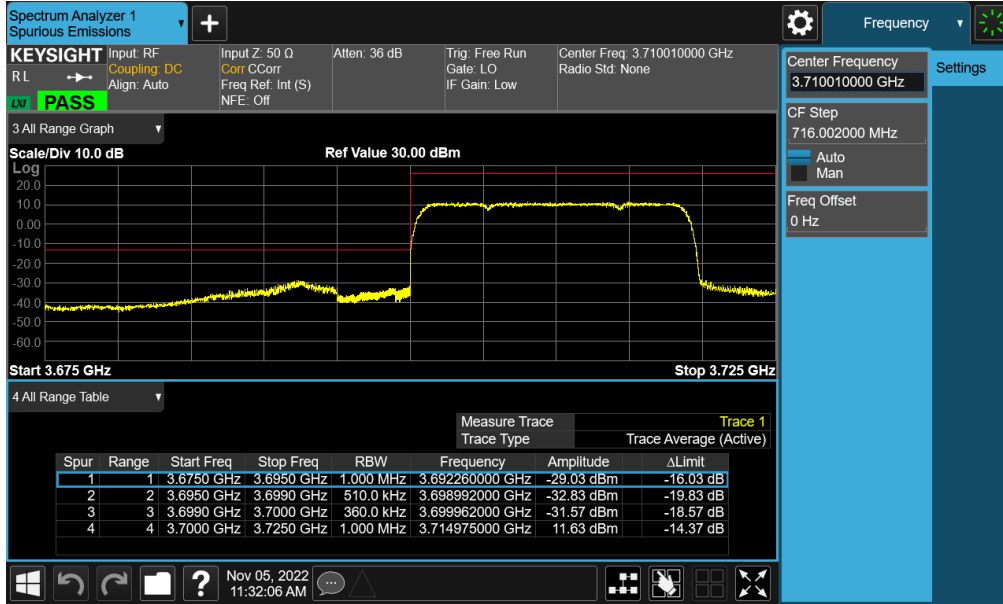 Spectrum Analyzer 1
Spurious Emissions
Frequency
KEYSIGHT
R L
LXI
PASS
Input: RF
Coupling: DC
Align: Auto
Input Z: 50 Ω
Corr CCorr
Freq Ref: Int (S)
NFE: Off
Atten: 36 dB
Trig: Free Run
Gate: LO
IF Gain: Low
Center Freq: 3.710010000 GHz
Radio Std: None
Center Frequency
3.710010000 GHz
Settings
CF Step
716.002000 MHz
Auto
Man
Freq Offset
0 Hz
3 All Range Graph
Scale/Div 10.0 dB Ref Value 30.00 dBm
Log
20.0
10.0
0.00
-10.0
-20.0
-30.0
-40.0
-50.0
-60.0
Start 3.675 GHz Stop 3.725 GHz
4 All Range Table
Measure Trace Trace 1
Trace Type Trace Average (Active)
Spur Range Start Freq Stop Freq RBW Frequency Amplitude ΔLimit
1 1 3.6750 GHz 3.6950 GHz 1.000 MHz 3.692260000 GHz -29.03 dBm -16.03 dB
2 2 3.6950 GHz 3.6990 GHz 510.0 kHz 3.698992000 GHz -32.83 dBm -19.83 dB
3 3 3.6990 GHz 3.7000 GHz 360.0 kHz 3.699962000 GHz -31.57 dBm -18.57 dB
4 4 3.7000 GHz 3.7250 GHz 1.000 MHz 3.714975000 GHz 11.63 dBm -14.37 dB
?
Nov 05, 2022
11:32:06 AM